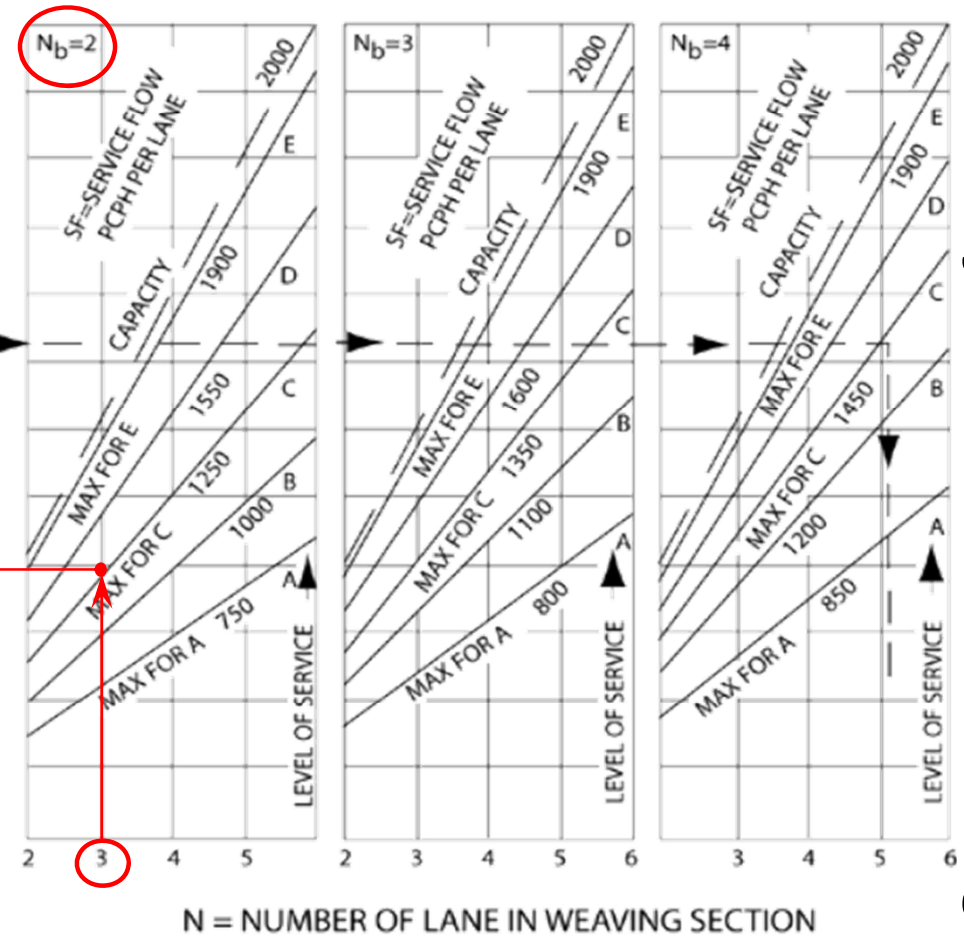 N_b=2
2000
SF=SERVICE FLOW
PCPH PER LANE
E
CAPACITY
1900
D
MAX FOR E
1550
C
1250
B
1000
MAX FOR C
A
750
MAX FOR A
LEVEL OF SERVICE
2 3 4 5
N_b=3
2000
SF=SERVICE FLOW
PCPH PER LANE
E
1900
CAPACITY
D
C
MAX FOR E
1600
B
1350
MAX FOR C
1100
A
800
MAX FOR A
LEVEL OF SERVICE
2 3 4 5 6
N_b=4
2000
SF=SERVICE FLOW
PCPH PER LANE
E
1900
D
CAPACITY
C
MAX FOR E
1450
B
MAX FOR C
1200
A
850
MAX FOR A
LEVEL OF SERVICE
3 4 5 6
N = NUMBER OF LANE IN WEAVING SECTION